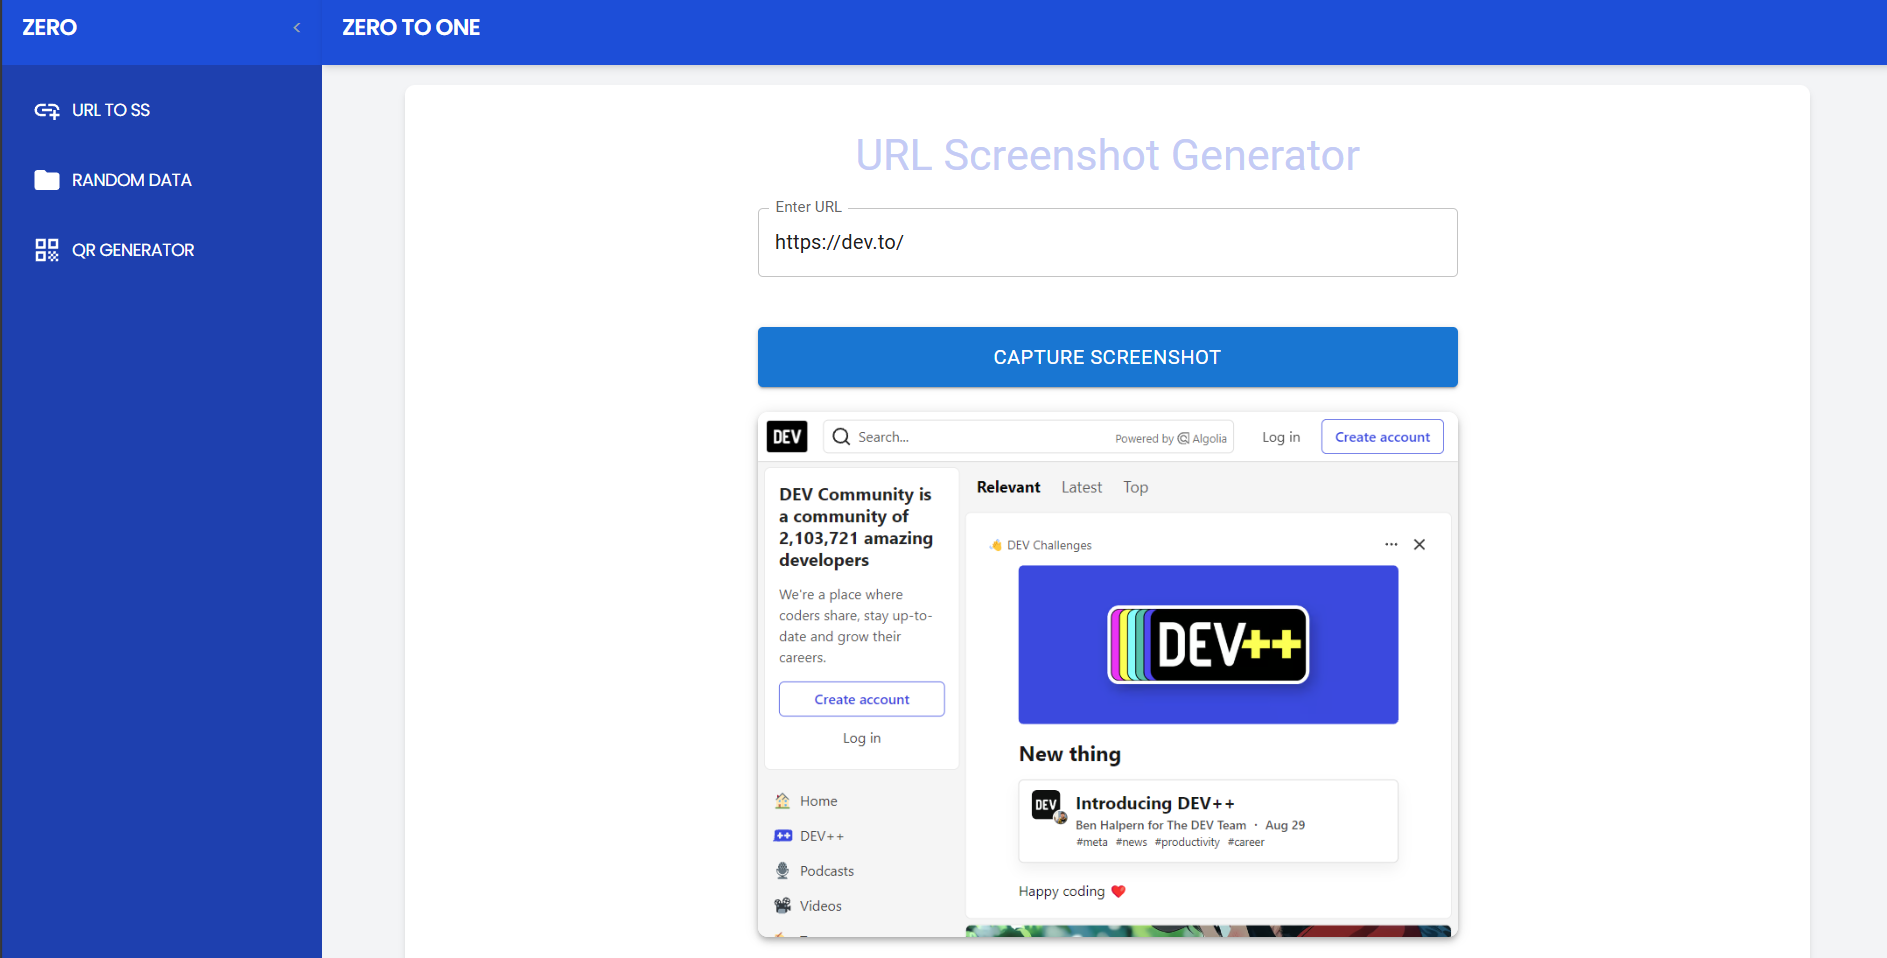 ZERO
ZERO TO ONE
URL TO SS
RANDOM DATA
QR GENERATOR
URL Screenshot Generator
Enter URL
https://dev.to/
CAPTURE SCREENSHOT
DEV
Search...
Powered by Algolia
Log in
Create account
DEV Community is
a community of
2,103,721 amazing
developers
We're a place where
coders share, stay up-to-
date and grow their
careers.
Create account
Log in
Home
DEV++
Podcasts
Videos
Relevant Latest Top
DEV Challenges
DEV++
New thing
DEV
Introducing DEV++
Ben Halpern for The DEV Team · Aug 29
#meta #news #productivity #career
Happy coding ❤️